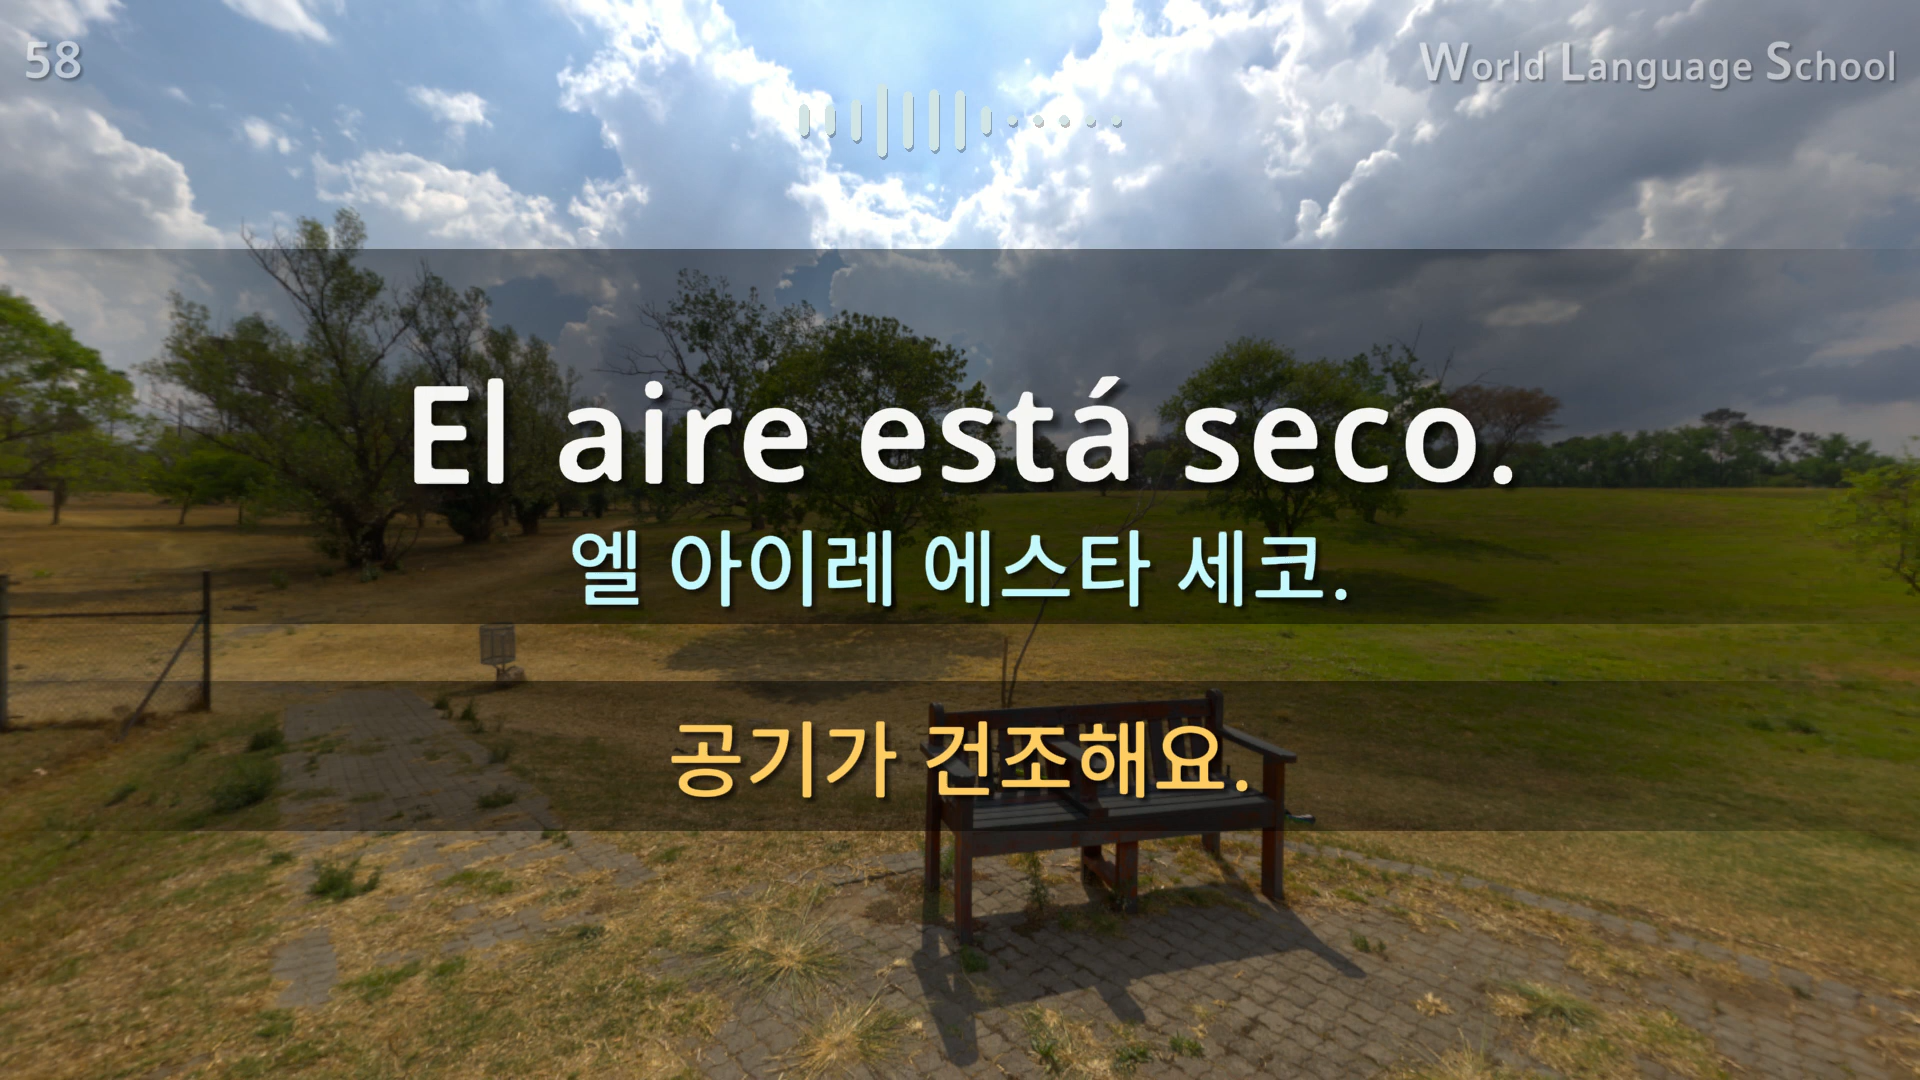 58
World Language School
El aire está seco.
엘 아이레 에스타 세코.
공기가 건조해요.